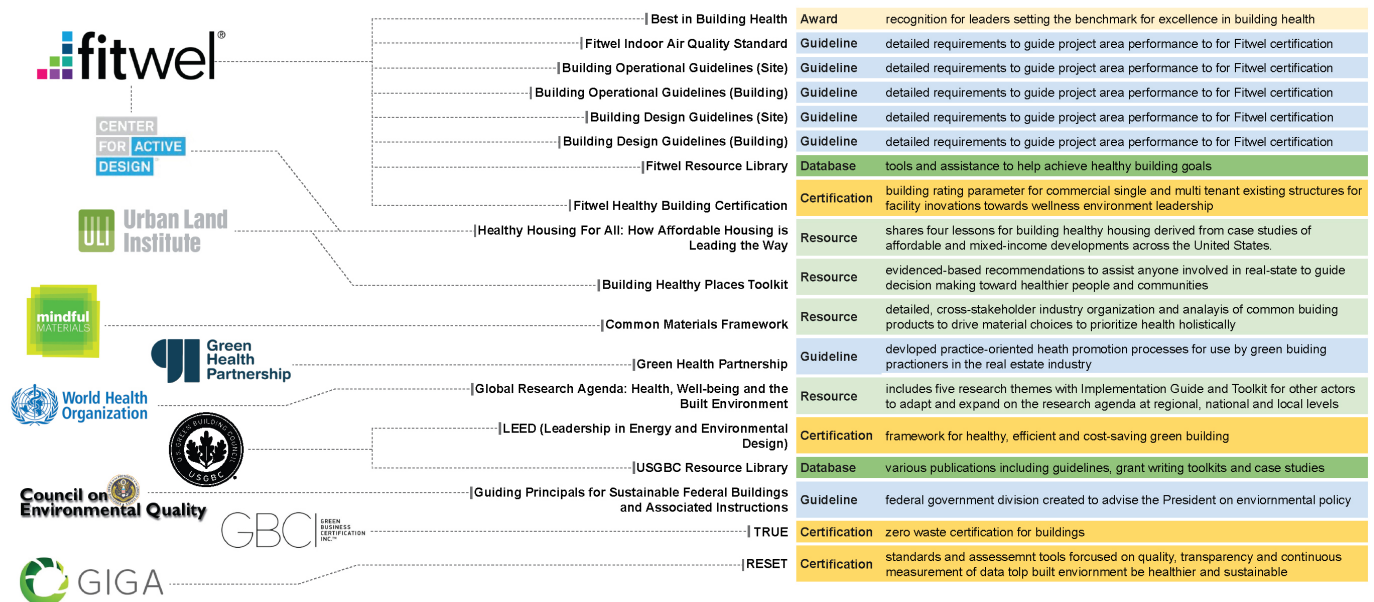 fitwel®
CENTER
FOR ACTIVE
DESIGN
Urban Land
Institute
ULI
mindful
MATERIALS
Green
Health
Partnership
World Health
Organization
U.S. GREEN BUILDING COUNCIL
USGBC
Council on
Environmental Quality
GBCI
GREEN
BUSINESS
CERTIFICATION
INC.™
GIGA
Best in Building Health Award recognition for leaders setting the benchmark for excellence in building health
Fitwel Indoor Air Quality Standard Guideline detailed requirements to guide project area performance to for Fitwel certification
Building Operational Guidelines (Site) Guideline detailed requirements to guide project area performance to for Fitwel certification
Building Operational Guidelines (Building) Guideline detailed requirements to guide project area performance to for Fitwel certification
Building Design Guidelines (Site) Guideline detailed requirements to guide project area performance to for Fitwel certification
Building Design Guidelines (Building) Guideline detailed requirements to guide project area performance to for Fitwel certification
Fitwel Resource Library Database tools and assistance to help achieve healthy building goals
Fitwel Healthy Building Certification Certification building rating parameter for commercial single and multi tenant existing structures for
facility inovations towards wellness environment leadership
Healthy Housing For All: How Affordable Housing is
Leading the Way
Resource
shares four lessons for building healthy housing derived from case studies of
affordable and mixed-income developments across the United States.
Building Healthy Places Toolkit
Resource
evidenced-based recommendations to assist anyone involved in real-state to guide
decision making toward healthier people and communities
Common Materials Framework
Resource
detailed, cross-stakeholder industry organization and analayis of common buiding
products to drive material choices to prioritize health holistically
Green Health Partnership
Guideline
devloped practice-oriented heath promotion processes for use by green buiding
practioners in the real estate industry
Global Research Agenda: Health, Well-being and the
Built Environment
Resource
includes five research themes with Implementation Guide and Toolkit for other actors
to adapt and expand on the research agenda at regional, national and local levels
LEED (Leadership in Energy and Environmental
Design)
Certification
framework for healthy, efficient and cost-saving green building
USGBC Resource Library Database various publications including guidelines, grant writing toolkits and case studies
Guiding Principals for Sustainable Federal Buildings
and Associated Instructions
Guideline
federal government division created to advise the President on enviornmental policy
TRUE Certification zero waste certification for buildings
RESET
Certification
standards and assessemnt tools forcused on quality, transparency and continuous
measurement of data tolp built enviornment be healthier and sustainable